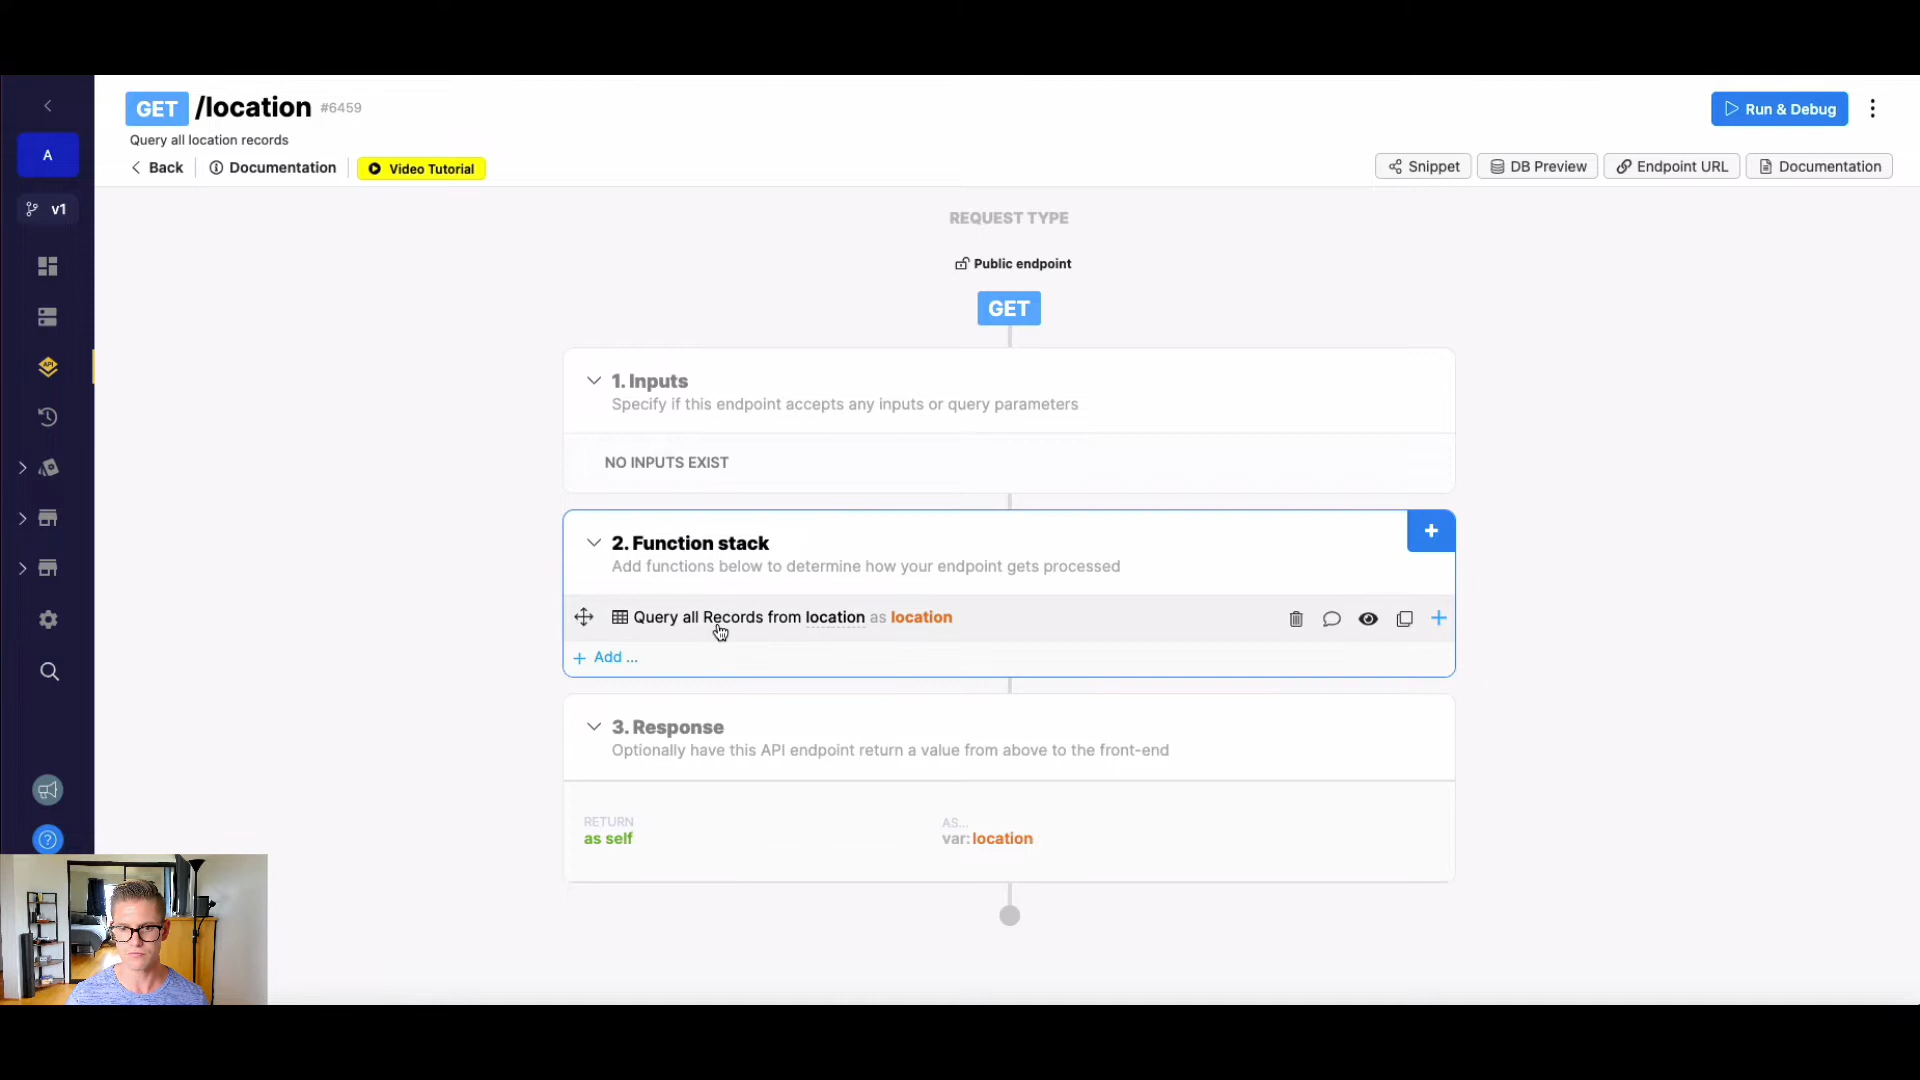 GET /location #6459
Run & Debug
Query all location records
Back
Documentation
Video Tutorial
Snippet
DB Preview
Endpoint URL
Documentation
A
v1
API
REQUEST TYPE
Public endpoint
GET
1. Inputs
Specify if this endpoint accepts any inputs or query parameters
NO INPUTS EXIST
2. Function stack
Add functions below to determine how your endpoint gets processed
Query all Records from location as location
+ Add ...
3. Response
Optionally have this API endpoint return a value from above to the front-end
RETURN
as self
AS...
var: location